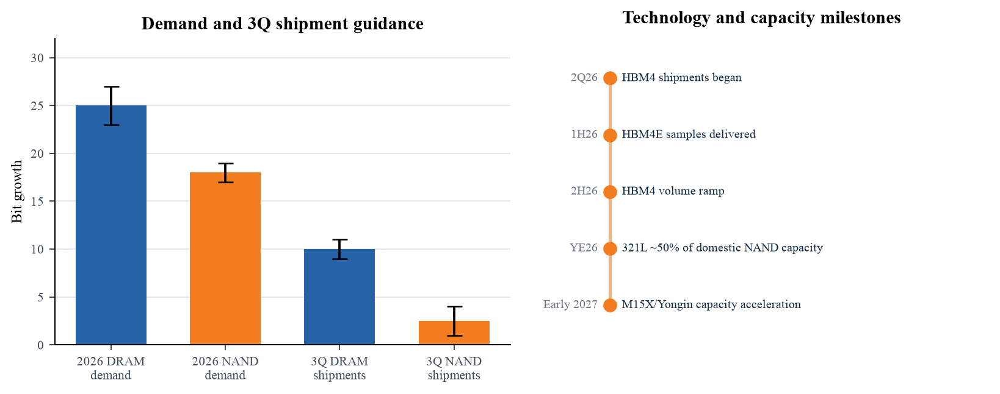 Demand and 3Q shipment guidance
Bit growth
30
25
20
15
10
5
0
2026 DRAM
demand
2026 NAND
demand
3Q DRAM
shipments
3Q NAND
shipments
Technology and capacity milestones
2Q26 HBM4 shipments began
1H26 HBM4E samples delivered
2H26 HBM4 volume ramp
YE26 321L ~50% of domestic NAND capacity
Early 2027 M15X/Yongin capacity acceleration